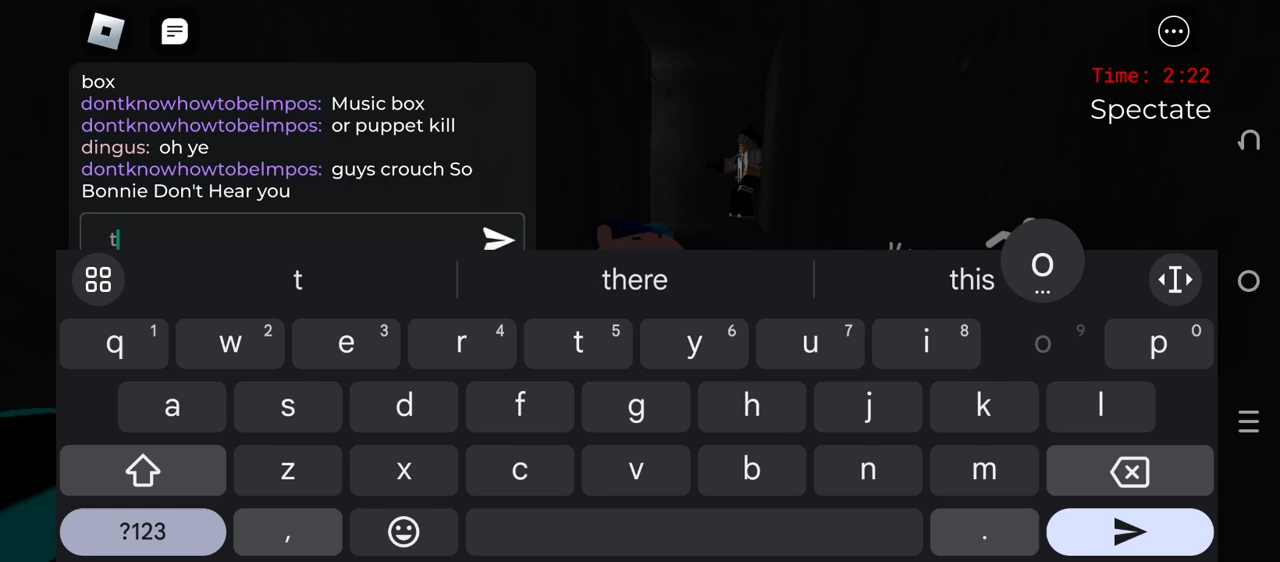 box
dontknowhowtobelmpos: Music box
dontknowhowtobelmpos: or puppet kill
dingus: oh ye
dontknowhowtobelmpos: guys crouch So
Bonnie Don't Hear you
t
Time: 2:22
Spectate
t there this o
q 1 w 2 e 3 r 4 t 5 y 6 u 7 i 8 o 9 p 0
a s d f g h j k l
z x c v b n m
?123 , .